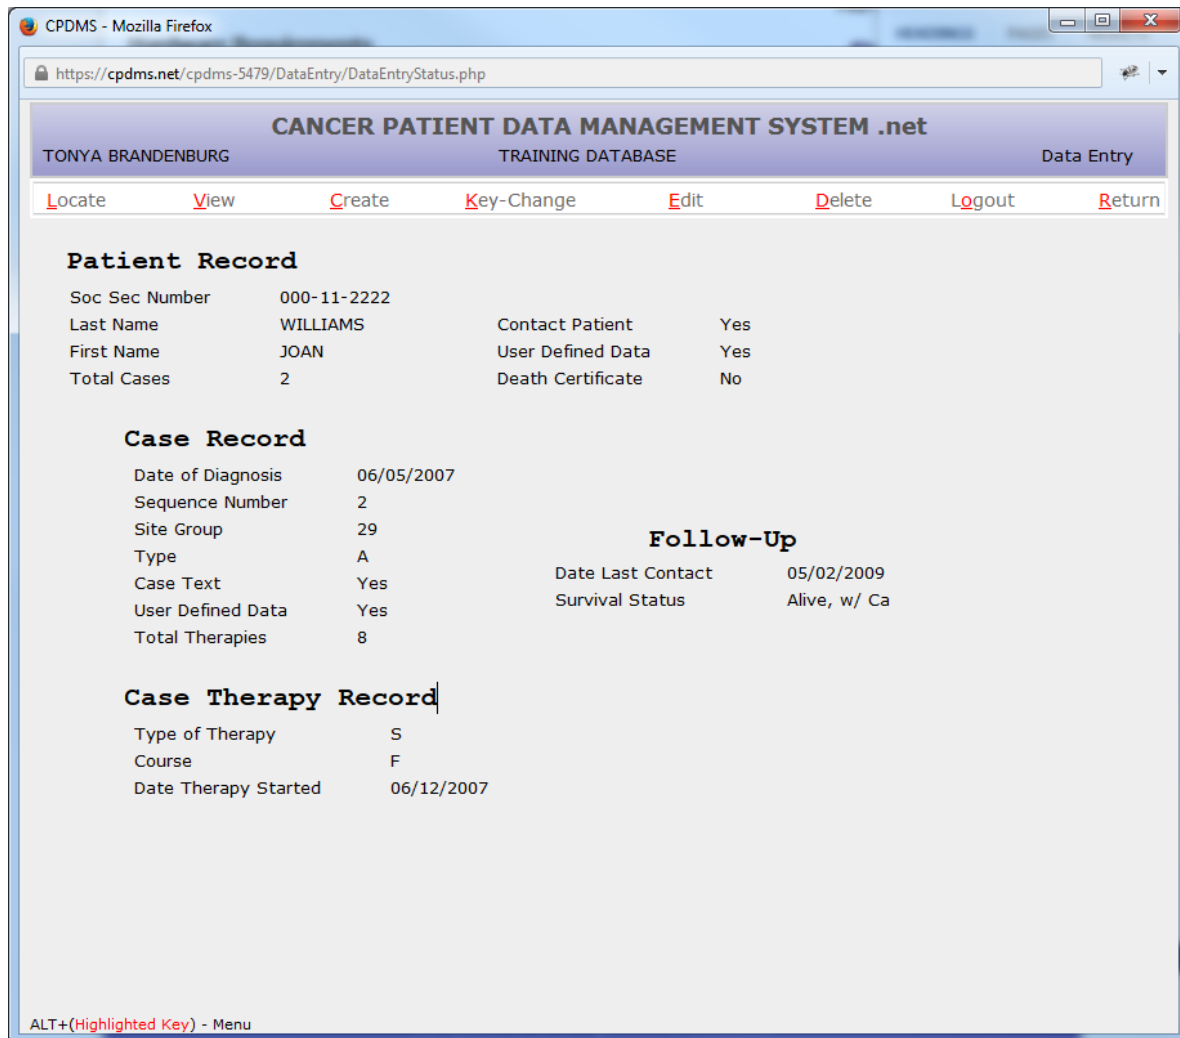 CPDMS - Mozilla Firefox
https://cpdms.net/cpdms-5479/DataEntry/DataEntryStatus.php
CANCER PATIENT DATA MANAGEMENT SYSTEM .net
TONYA BRANDENBURG TRAINING DATABASE Data Entry
Locate View Create Key-Change Edit Delete Logout Return
Patient Record
Soc Sec Number 000-11-2222
Last Name WILLIAMS Contact Patient Yes
First Name JOAN User Defined Data Yes
Total Cases 2 Death Certificate No
Case Record
Date of Diagnosis 06/05/2007
Sequence Number 2
Site Group 29
Type A
Case Text Yes
User Defined Data Yes
Total Therapies 8
Follow-Up
Date Last Contact 05/02/2009
Survival Status Alive, w/ Ca
Case Therapy Record
Type of Therapy S
Course F
Date Therapy Started 06/12/2007
ALT+(Highlighted Key) - Menu